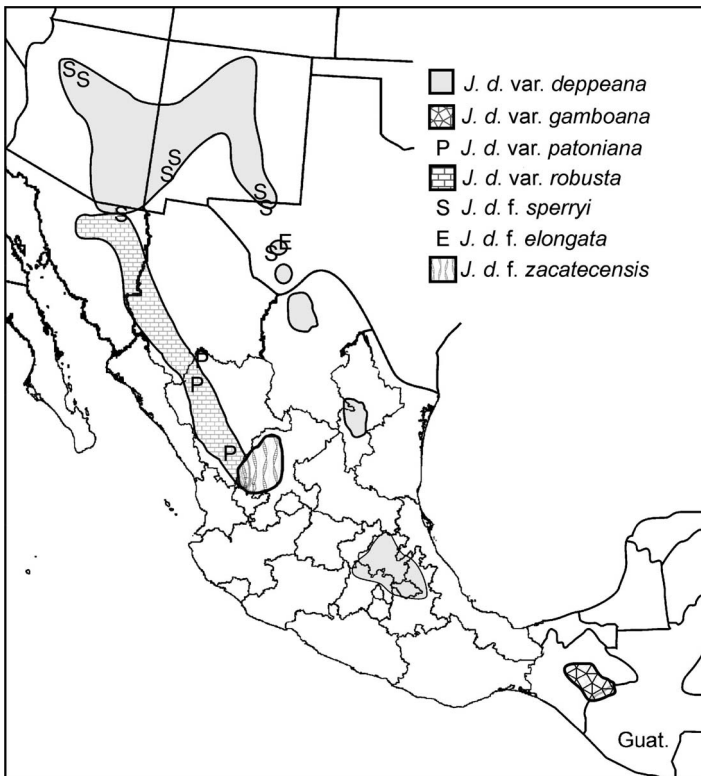 J. d. var. deppeana
J. d. var. gamboana
P J. d. var. patoniana
J. d. var. robusta
S J. d. f. sperryi
E J. d. f. elongata
J. d. f. zacatecensis
S
S
S
S
S
S
S
E
S
P
P
P
Guat.